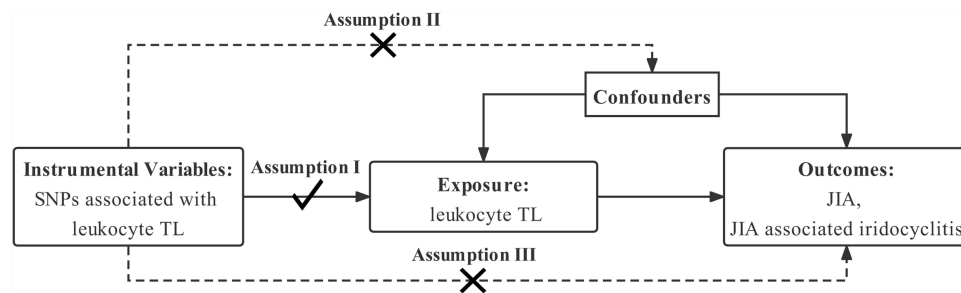 Assumption II
Confounders
Instrumental Variables:
SNPs associated with
leukocyte TL
Assumption I
Exposure:
leukocyte TL
Outcomes:
JIA,
JIA associated iridocyclitis
Assumption III